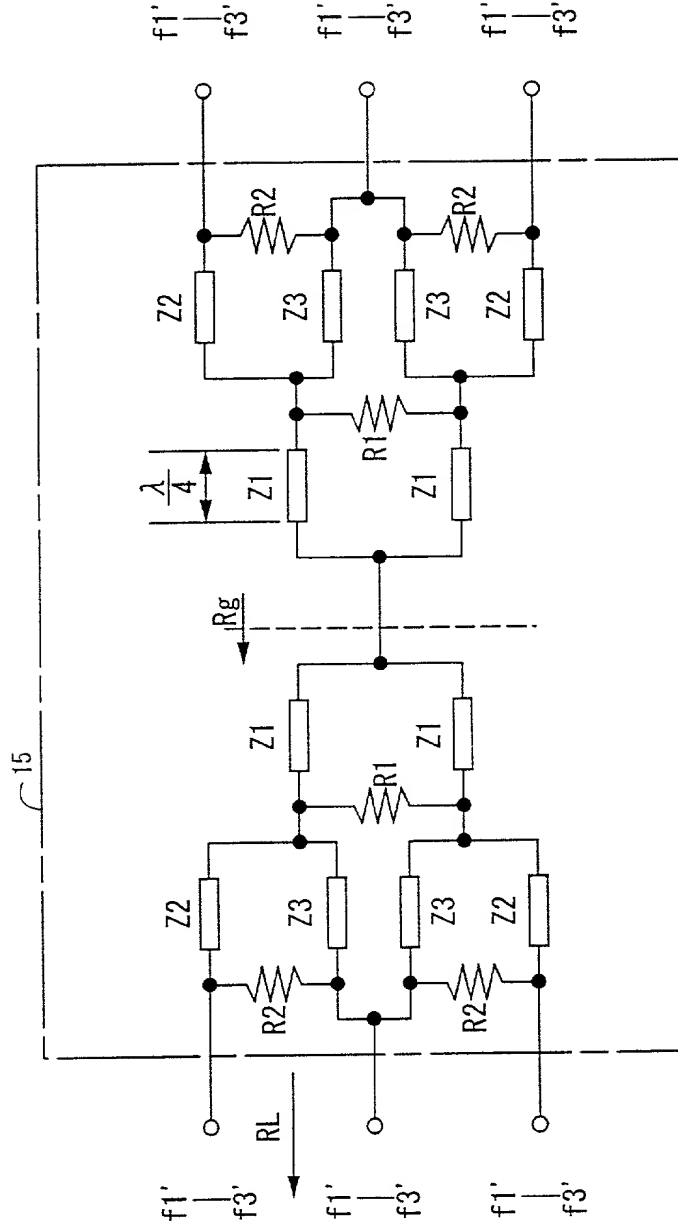 15
f1' — f3'
f1' — f3'
f1' — f3'
RL
Rg
λ/4
Z2
R2
Z3
Z1
R1
Z3
Z2
R2
Z1
Z1
R1
Z1
Z2
R2
Z3
Z3
R2
Z2
f1' — f3'
f1' — f3'
f1' — f3'